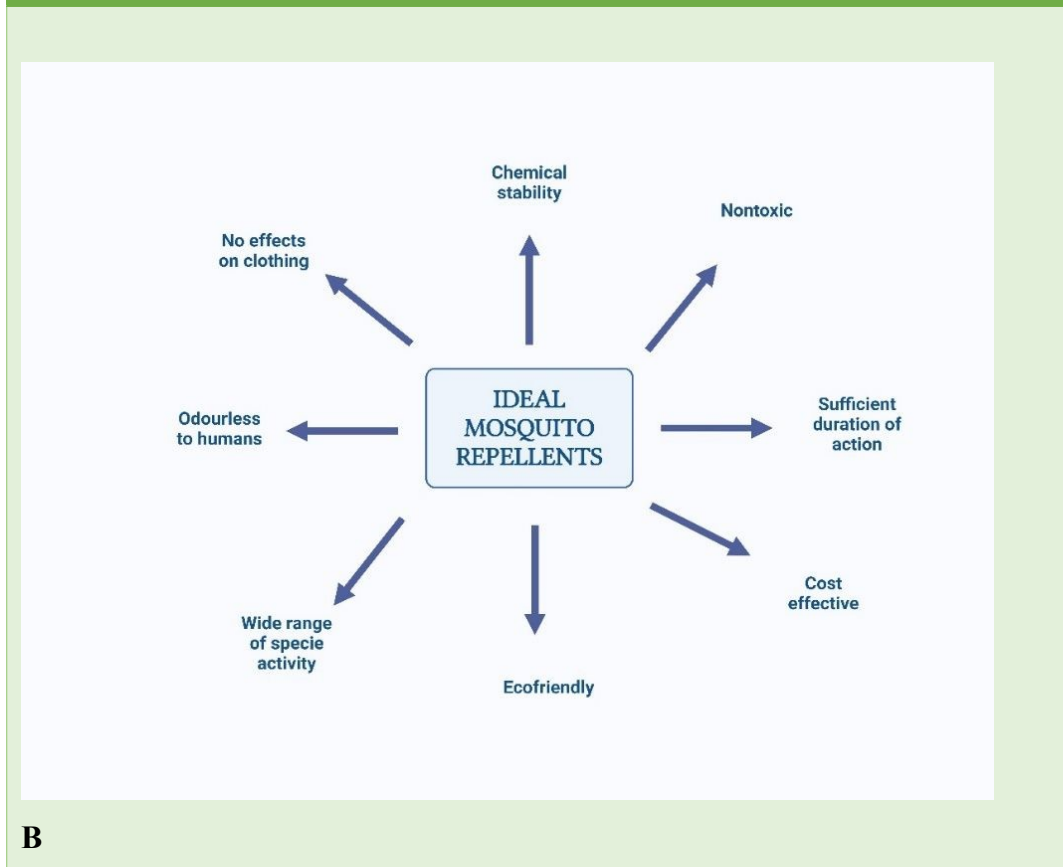 Chemical
stability
Nontoxic
No effects
on clothing
IDEAL
MOSQUITO
REPELLENTS
Sufficient
duration of
action
Odourless
to humans
Cost
effective
Wide range
of specie
activity
Ecofriendly
B